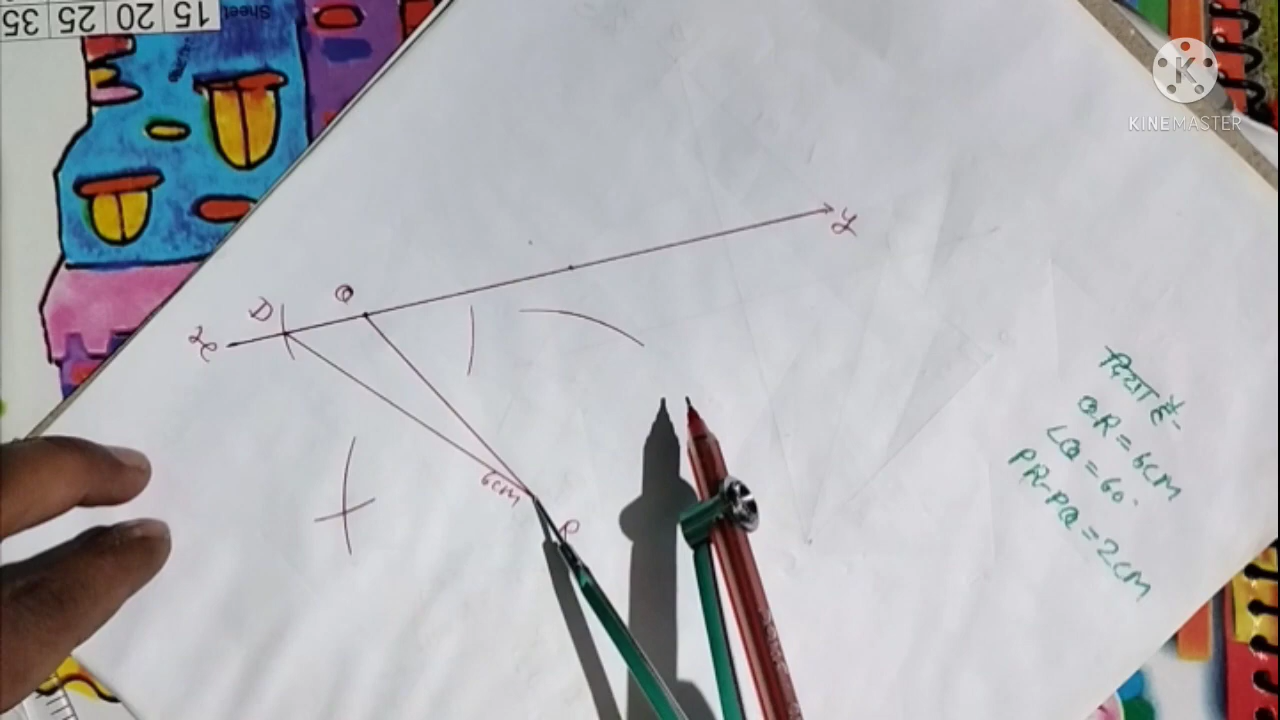 15 20 25 35
Sheet
KINEMASTER
x
D
Q
y
6CM
R
दिया है-
QR = 6CM
∠Q = 60°
PR-PQ = 2CM